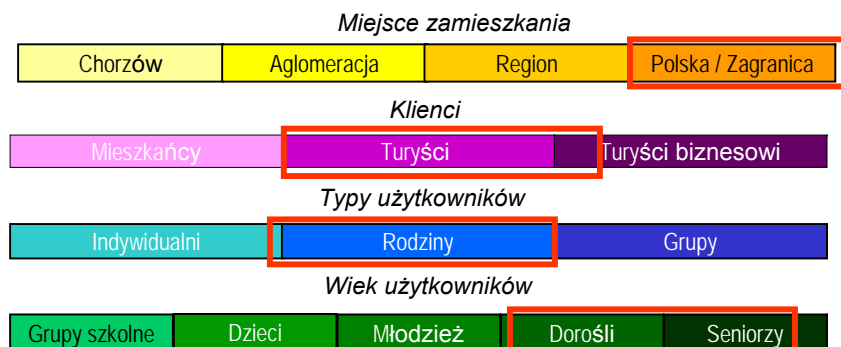 Miejsce zamieszkania
Chorzów Aglomeracja Region Polska / Zagranica
Klienci
Mieszkańcy Turyści Turyści biznesowi
Typy użytkowników
Indywidualni Rodziny Grupy
Wiek użytkowników
Grupy szkolne Dzieci Młodzież Dorośli Seniorzy